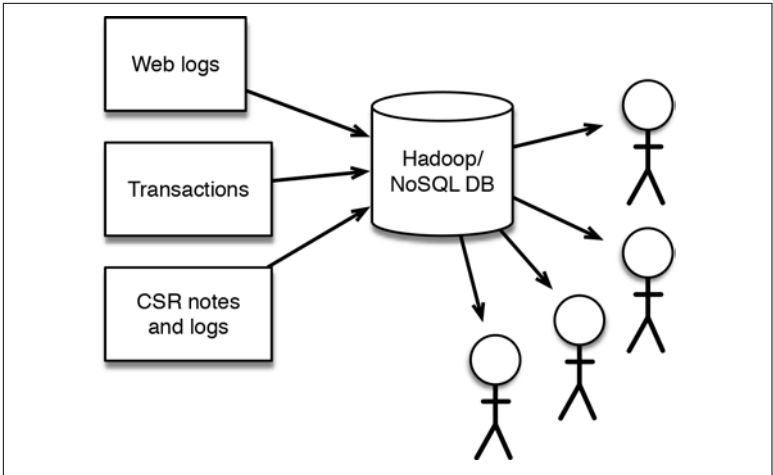 Web logs
Transactions
CSR notes
and logs
Hadoop/
NoSQL DB